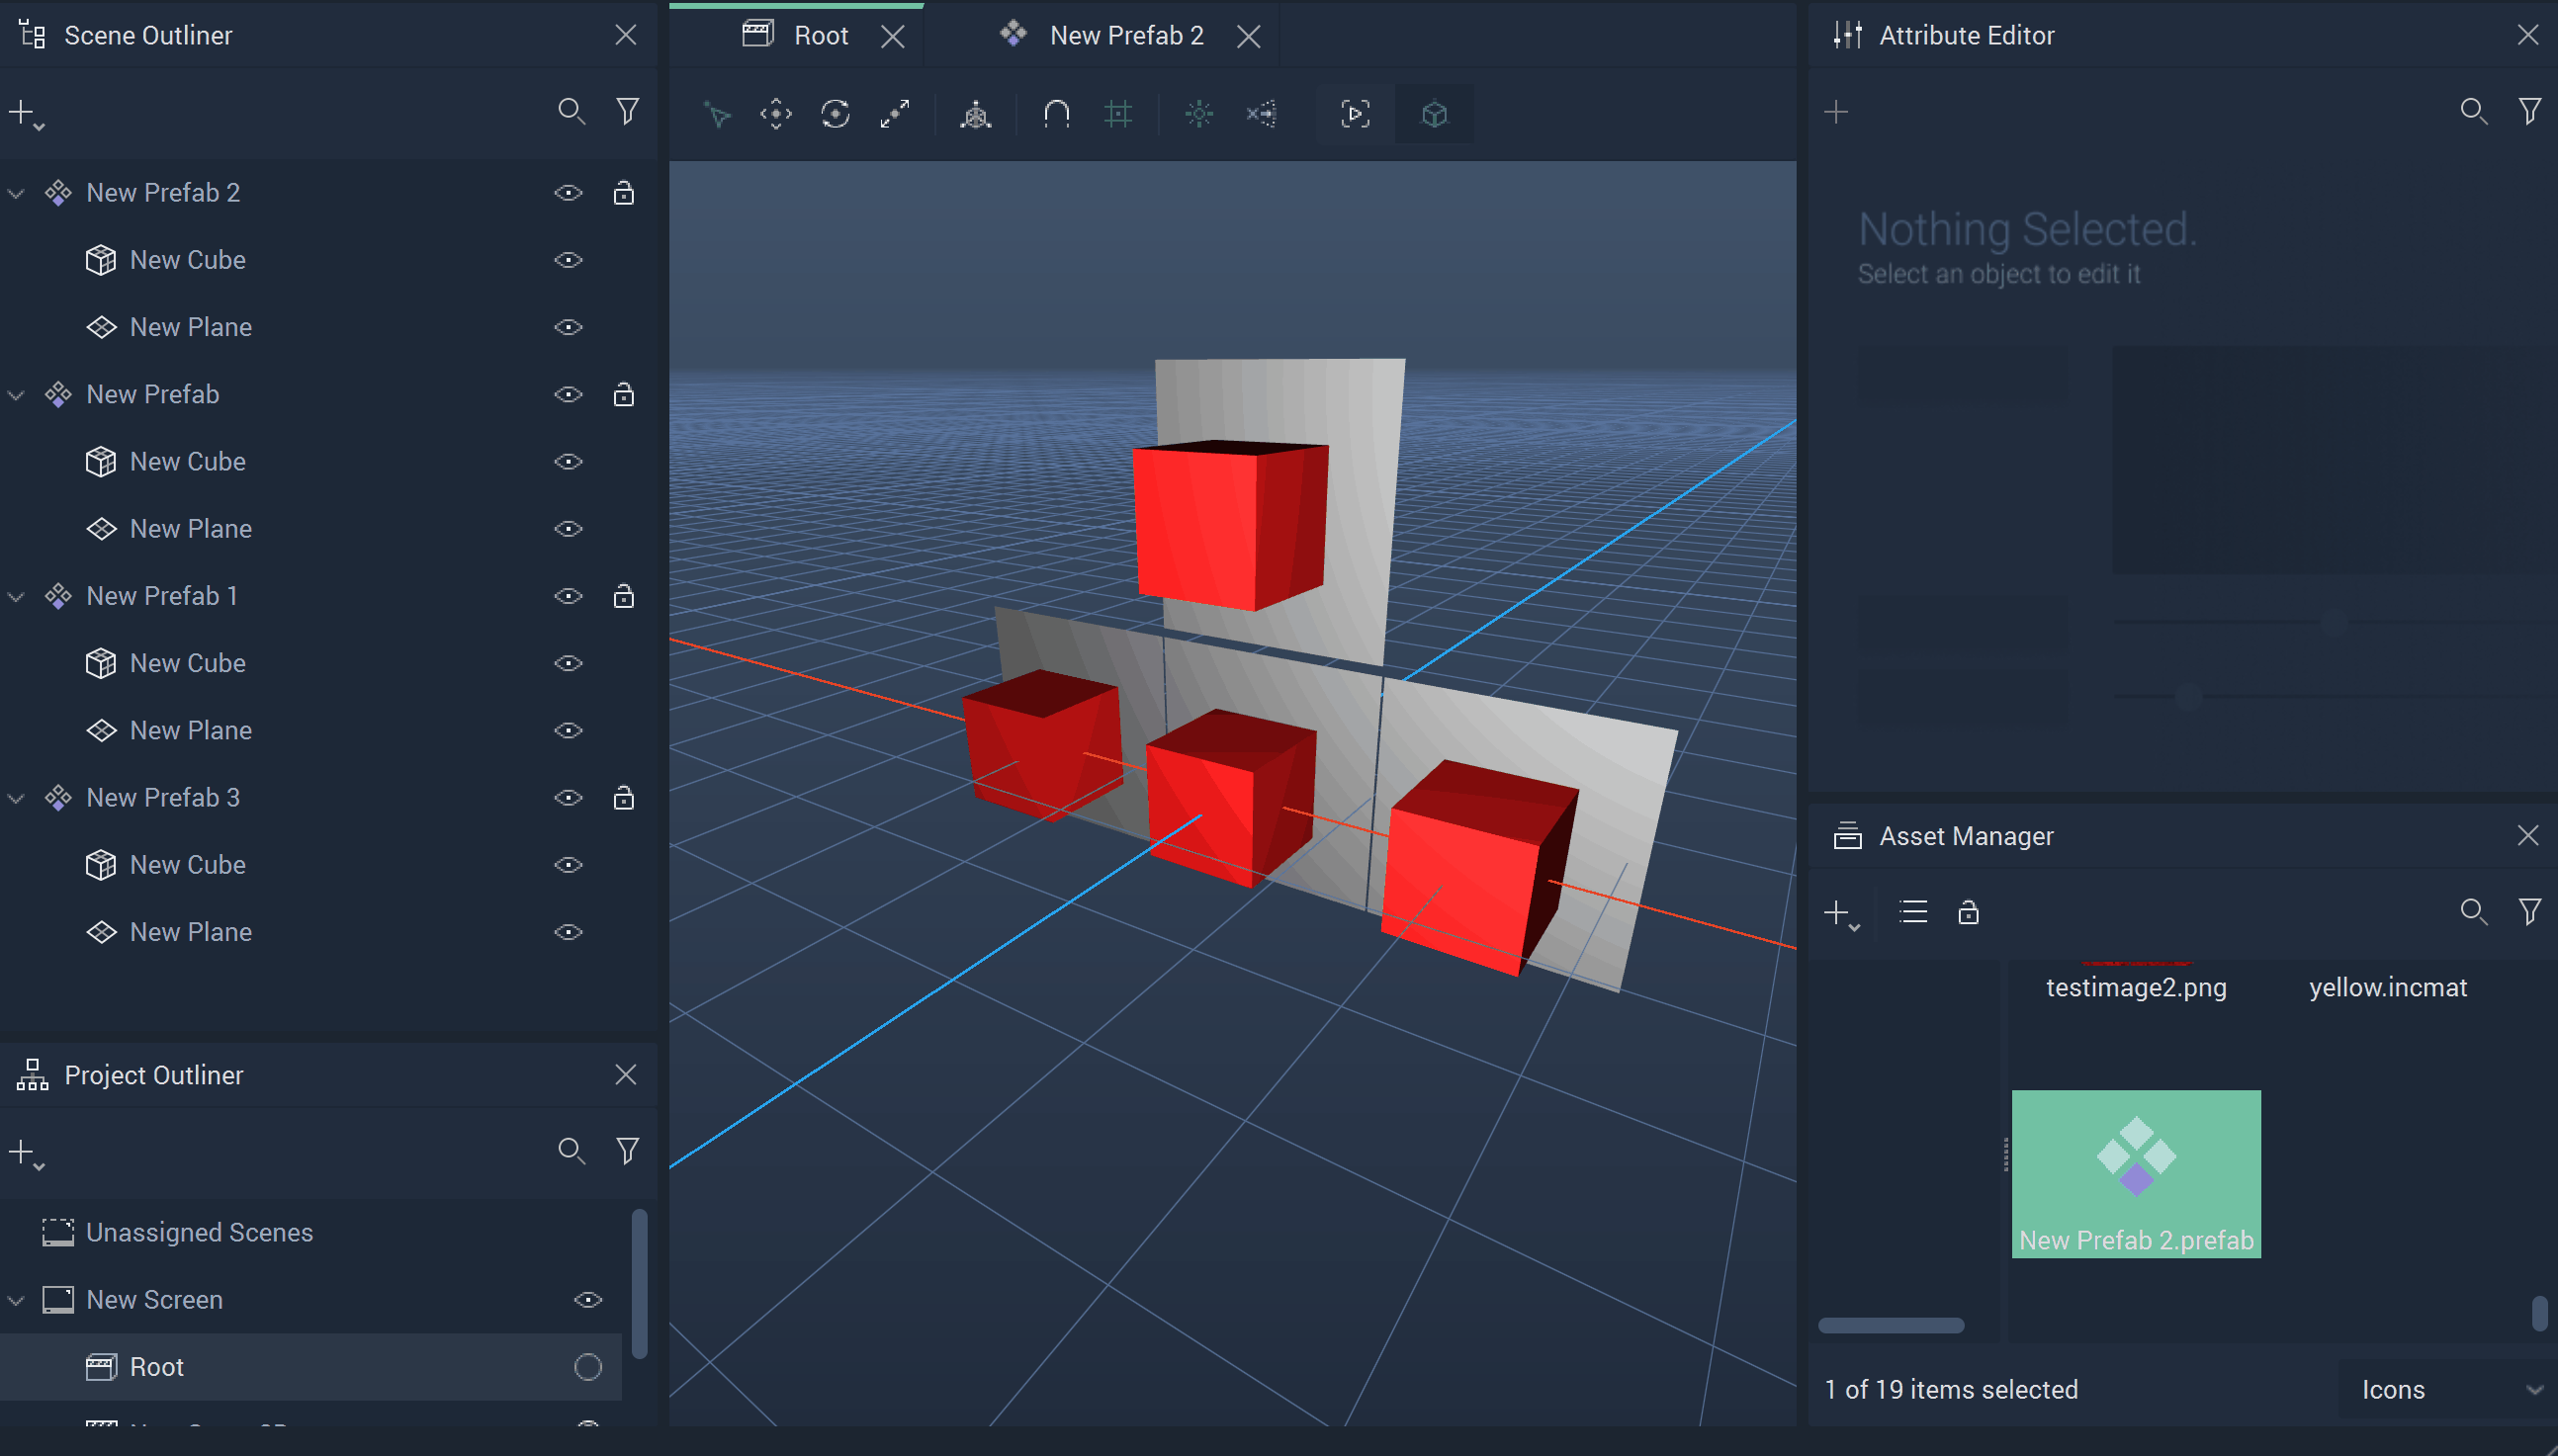 Scene Outliner
New Prefab 2
New Cube
New Plane
New Prefab
New Cube
New Plane
New Prefab 1
New Cube
New Plane
New Prefab 3
New Cube
New Plane
Project Outliner
Unassigned Scenes
New Screen
Root
Root
New Prefab 2
Attribute Editor
Nothing Selected.
Select an object to edit it
Asset Manager
testimage2.png
yellow.incmat
New Prefab 2.prefab
1 of 19 items selected
Icons